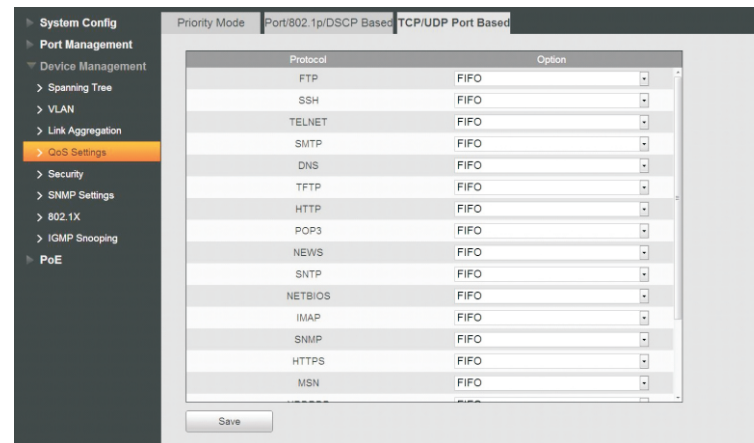 System Config
Port Management
Device Management
> Spanning Tree
> VLAN
> Link Aggregation
> QoS Settings
> Security
> SNMP Settings
> 802.1X
> IGMP Snooping
PoE
Priority Mode Port/802.1p/DSCP Based TCP/UDP Port Based
Protocol Option
FTP FIFO
SSH FIFO
TELNET FIFO
SMTP FIFO
DNS FIFO
TFTP FIFO
HTTP FIFO
POP3 FIFO
NEWS FIFO
SNTP FIFO
NETBIOS FIFO
IMAP FIFO
SNMP FIFO
HTTPS FIFO
MSN FIFO
Save